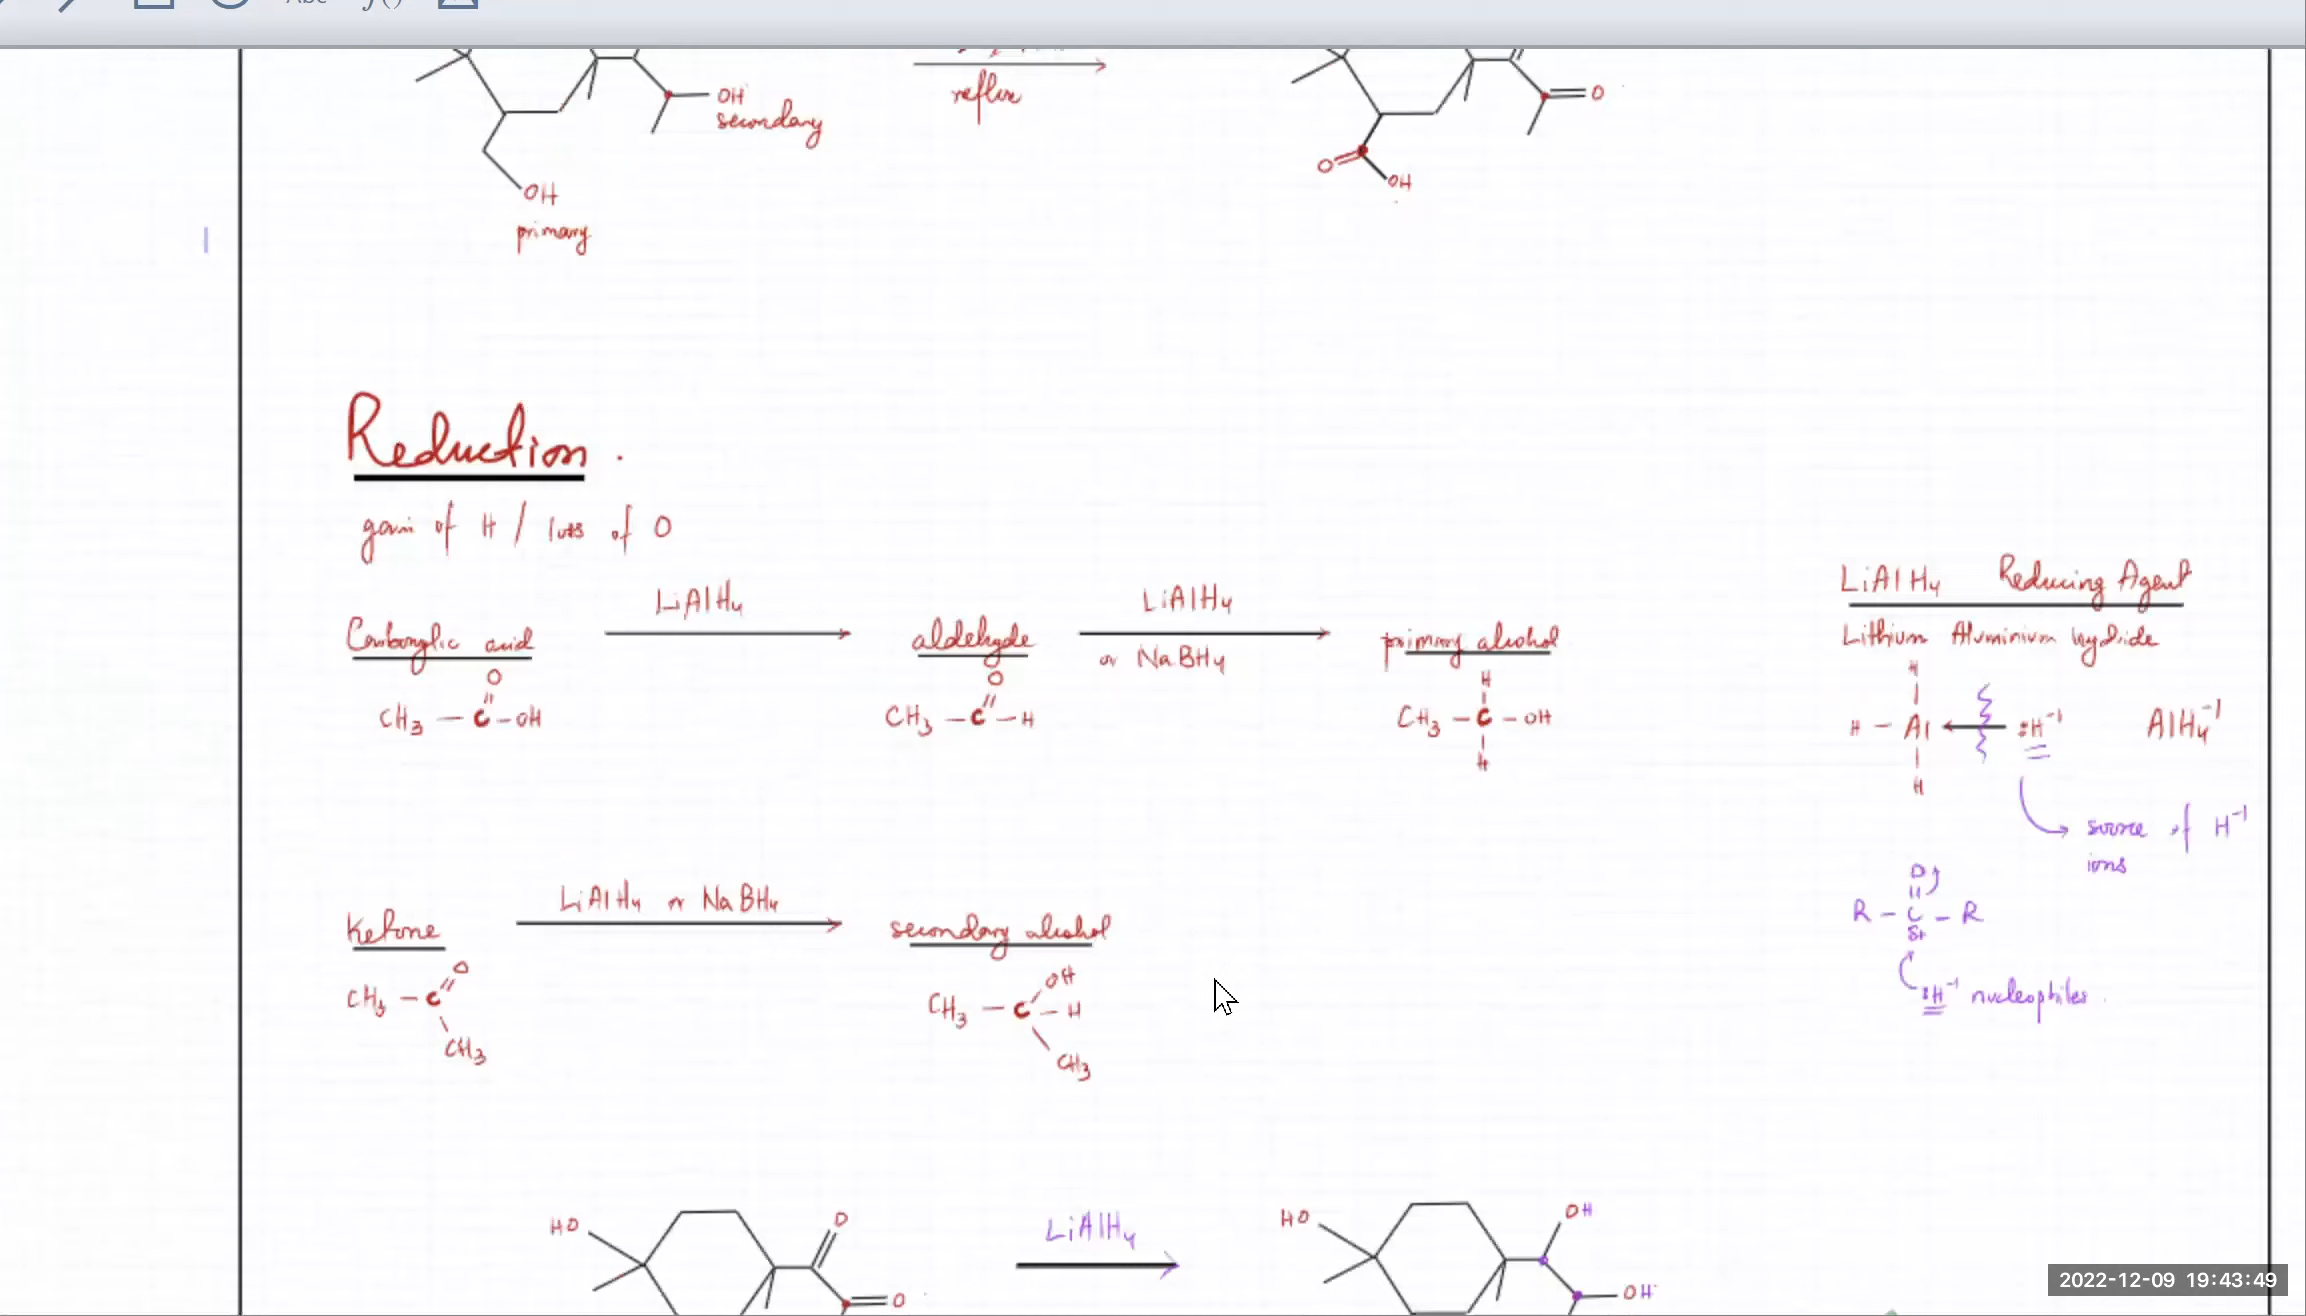 Abc f()
OH
secondary
reflux
O
O OH
OH
primary
Reduction.
gain of H / loss of O
LiAlH4 Reducing Agent
Lithium Aluminium hydride
Carboxylic acid LiAlH4 aldehyde LiAlH4 or NaBH4 primary alcohol
O
CH3 - C - OH
O
CH3 - C - H
H
CH3 - C - OH
H
H
H - Al :H-1 AlH4-1
H
source of H-1
ions
Ketone LiAlH4 or NaBH4 secondary alcohol
O
CH3 - C
CH3
OH
CH3 - C - H
CH3
O
R - C - R
δ+
:H-1 nucleophiles.
HO O O
LiAlH4
HO OH OH
2022-12-09 19:43:49